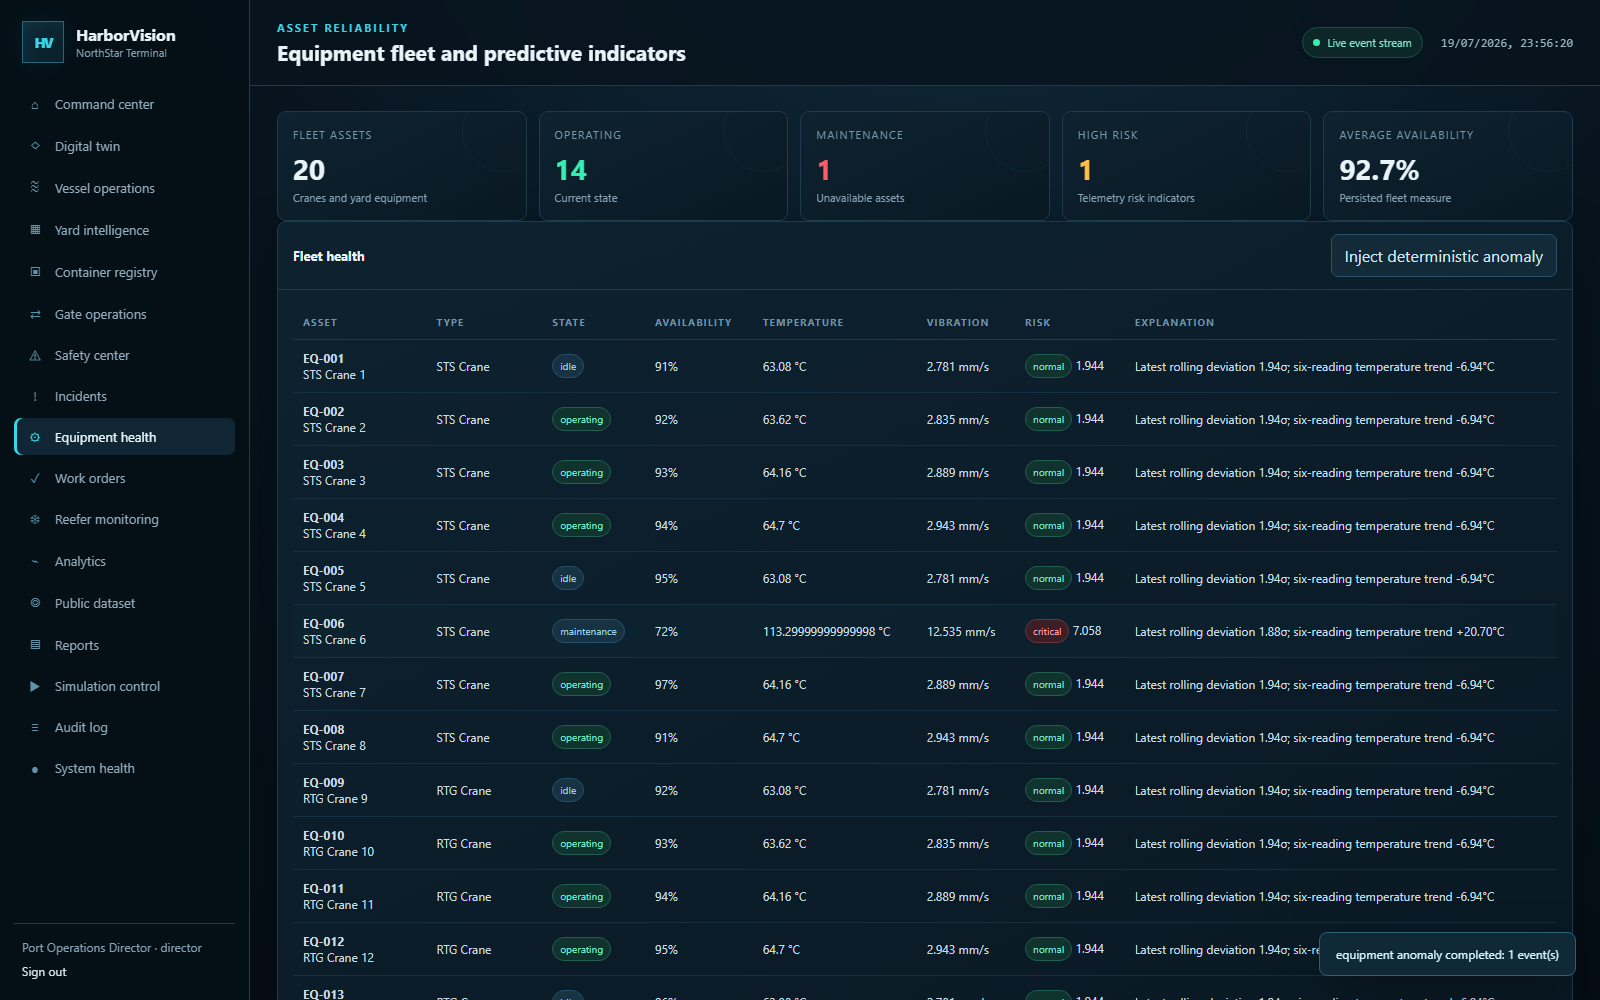 HV
HarborVision
NorthStar Terminal
Command center
Digital twin
Vessel operations
Yard intelligence
Container registry
Gate operations
Safety center
Incidents
Equipment health
Work orders
Reefer monitoring
Analytics
Public dataset
Reports
Simulation control
Audit log
System health
Port Operations Director · director
Sign out
ASSET RELIABILITY
Equipment fleet and predictive indicators
Live event stream
19/07/2026, 23:56:20
FLEET ASSETS
20
Cranes and yard equipment
OPERATING
14
Current state
MAINTENANCE
1
Unavailable assets
HIGH RISK
1
Telemetry risk indicators
AVERAGE AVAILABILITY
92.7%
Persisted fleet measure
Fleet health
Inject deterministic anomaly
ASSET TYPE STATE AVAILABILITY TEMPERATURE VIBRATION RISK EXPLANATION
EQ-001
STS Crane 1 STS Crane idle 91% 63.08 °C 2.781 mm/s normal 1.944 Latest rolling deviation 1.94σ; six-reading temperature trend -6.94°C
EQ-002
STS Crane 2 STS Crane operating 92% 63.62 °C 2.835 mm/s normal 1.944 Latest rolling deviation 1.94σ; six-reading temperature trend -6.94°C
EQ-003
STS Crane 3 STS Crane operating 93% 64.16 °C 2.889 mm/s normal 1.944 Latest rolling deviation 1.94σ; six-reading temperature trend -6.94°C
EQ-004
STS Crane 4 STS Crane operating 94% 64.7 °C 2.943 mm/s normal 1.944 Latest rolling deviation 1.94σ; six-reading temperature trend -6.94°C
EQ-005
STS Crane 5 STS Crane idle 95% 63.08 °C 2.781 mm/s normal 1.944 Latest rolling deviation 1.94σ; six-reading temperature trend -6.94°C
EQ-006
STS Crane 6 STS Crane maintenance 72% 113.29999999999998 °C 12.535 mm/s critical 7.058 Latest rolling deviation 1.88σ; six-reading temperature trend +20.70°C
EQ-007
STS Crane 7 STS Crane operating 97% 64.16 °C 2.889 mm/s normal 1.944 Latest rolling deviation 1.94σ; six-reading temperature trend -6.94°C
EQ-008
STS Crane 8 STS Crane operating 91% 64.7 °C 2.943 mm/s normal 1.944 Latest rolling deviation 1.94σ; six-reading temperature trend -6.94°C
EQ-009
RTG Crane 9 RTG Crane idle 92% 63.08 °C 2.781 mm/s normal 1.944 Latest rolling deviation 1.94σ; six-reading temperature trend -6.94°C
EQ-010
RTG Crane 10 RTG Crane operating 93% 63.62 °C 2.835 mm/s normal 1.944 Latest rolling deviation 1.94σ; six-reading temperature trend -6.94°C
EQ-011
RTG Crane 11 RTG Crane operating 94% 64.16 °C 2.889 mm/s normal 1.944 Latest rolling deviation 1.94σ; six-reading temperature trend -6.94°C
EQ-012
RTG Crane 12 RTG Crane operating 95% 64.7 °C 2.943 mm/s normal 1.944 Latest rolling deviation 1.94σ;
equipment anomaly completed: 1 event(s)
EQ-013